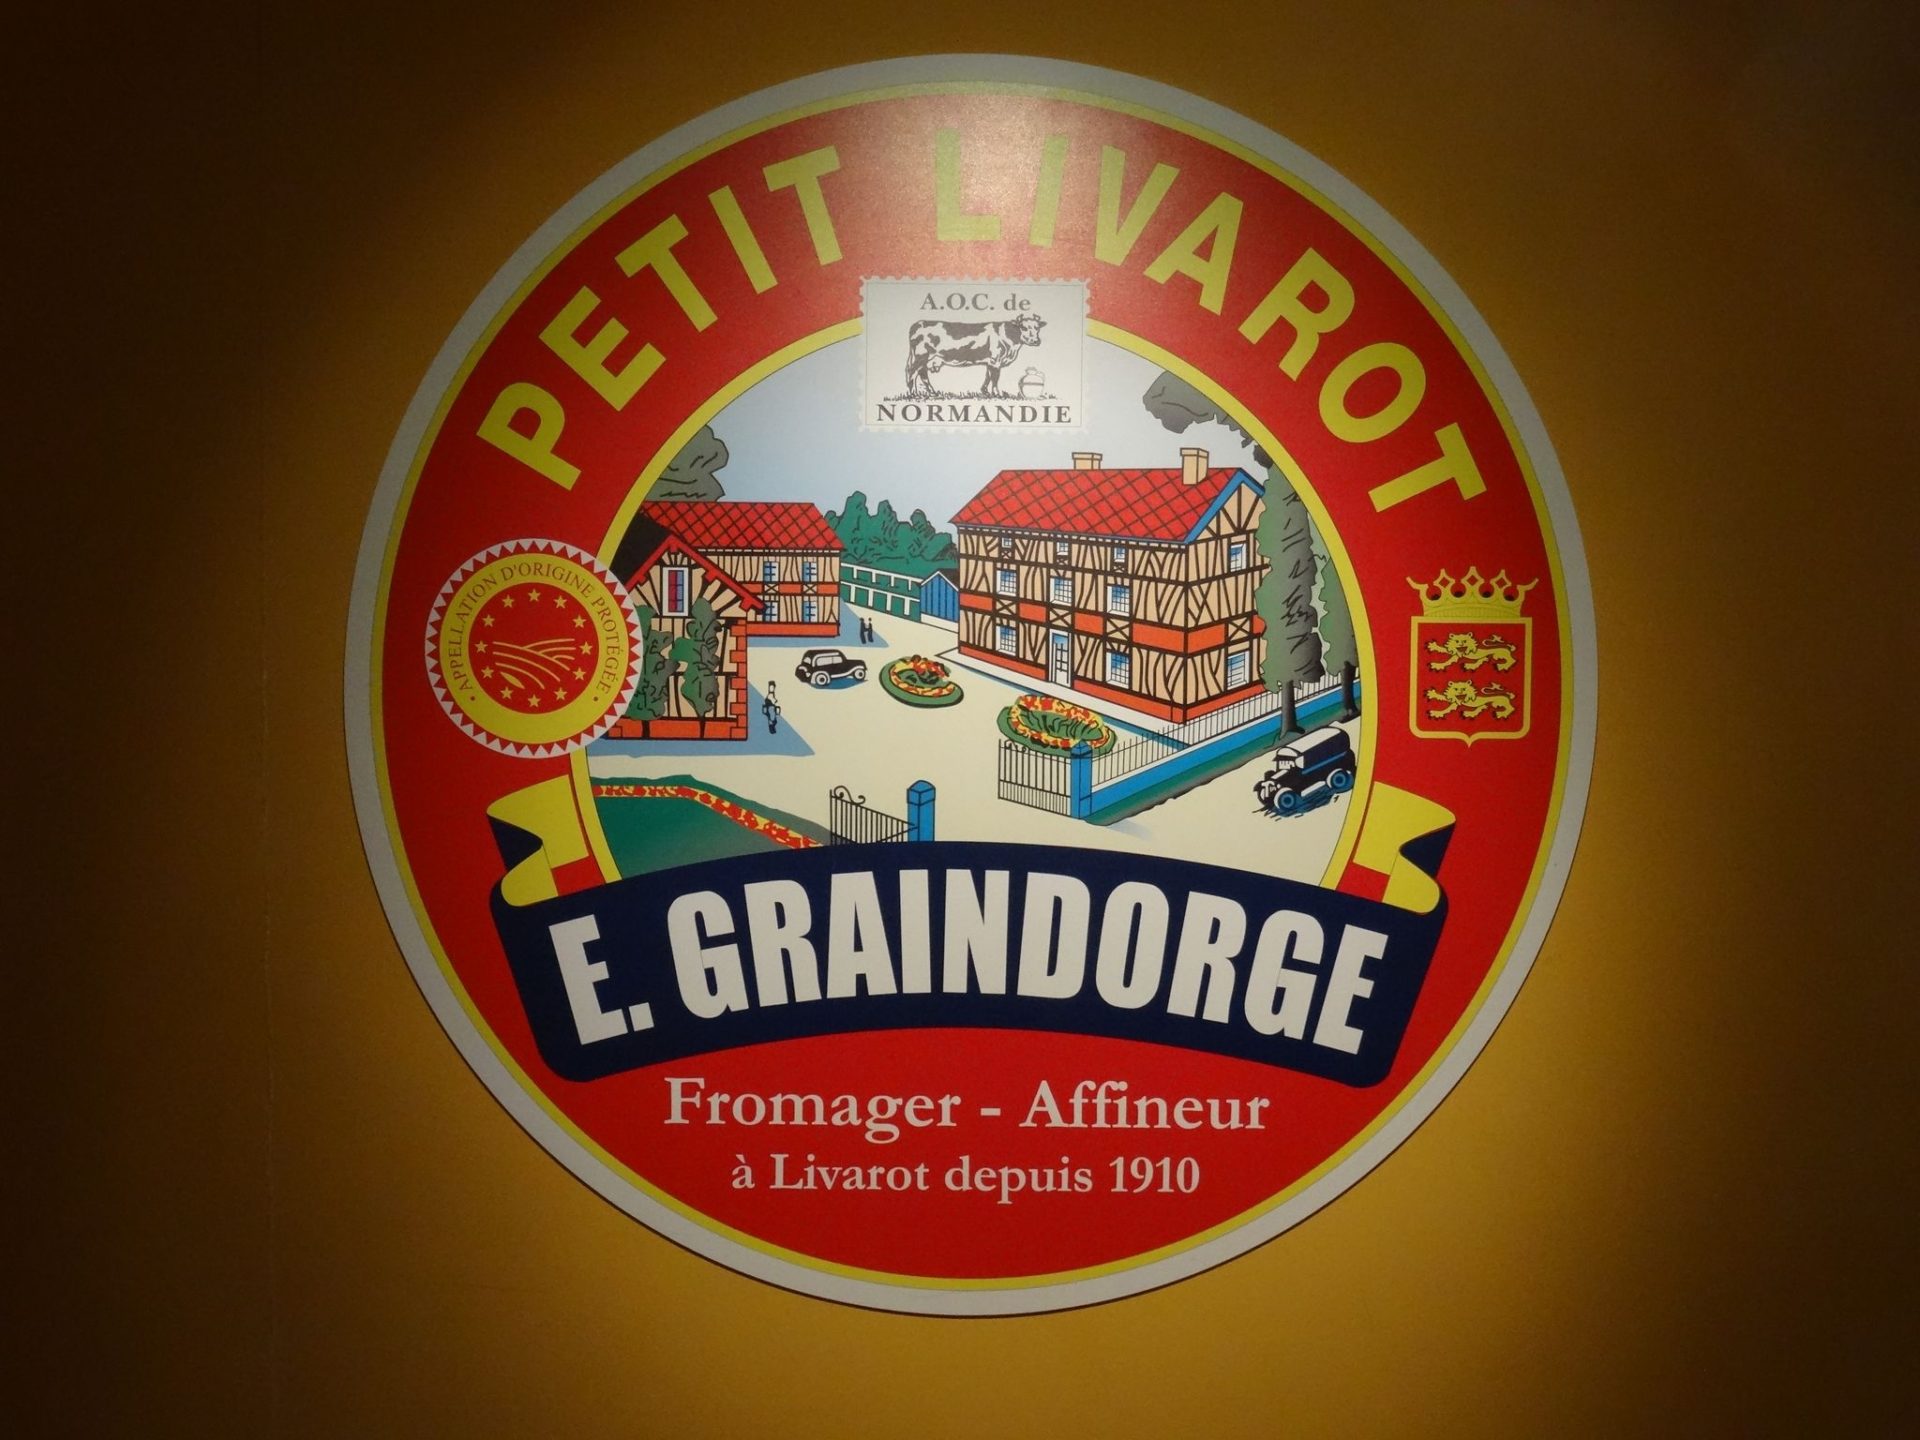 PETIT LIVAROT
A.O.C. de
NORMANDIE
· APPELLATION D'ORIGINE PROTÉGÉE ·
E. GRAINDORGE
Fromager - Affineur
à Livarot depuis 1910